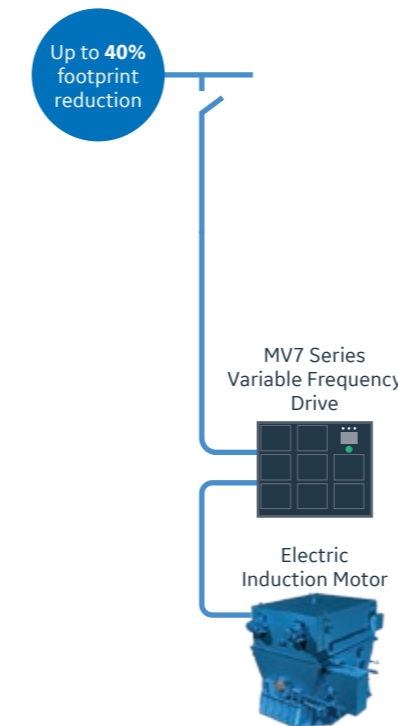 Up to 40%
footprint
reduction
MV7 Series
Variable Frequency
Drive
Electric
Induction Motor